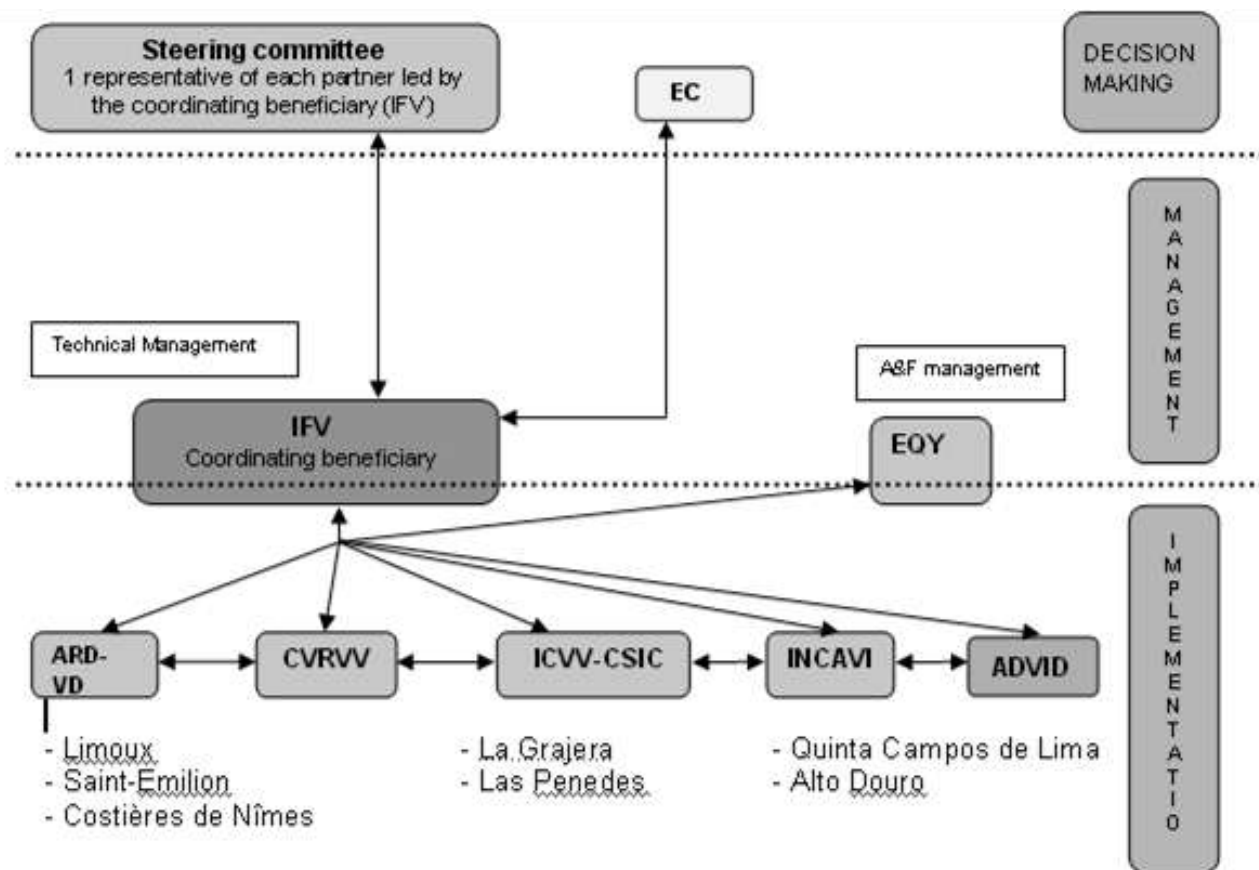 Steering committee
1 representative of each partner led by
the coordinating beneficiary (IFV)
EC
DECISION
MAKING
MANAGEMENT
Technical Management
A&F management
IFV
Coordinating beneficiary
EQY
IMPLEMENTATIO
ARD-
VD
CVRVV
ICVV-CSIC
INCAVI
ADVID
- Limoux
- Saint-Emilion
- Costières de Nîmes
- La Grajera
- Las Penedes
- Quinta Campos de Lima
- Alto Douro